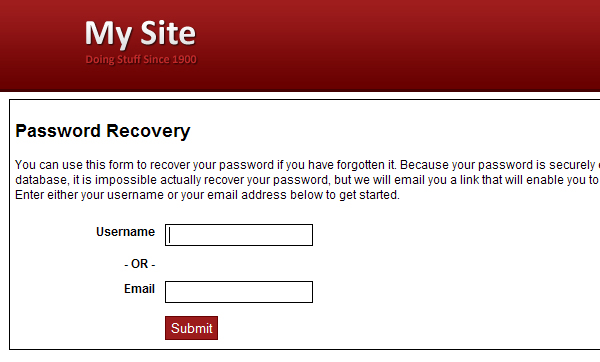 My Site
Doing Stuff Since 1900
Password Recovery
You can use this form to recover your password if you have forgotten it. Because your password is securely
database, it is impossible actually recover your password, but we will email you a link that will enable you to
Enter either your username or your email address below to get started.
Username
- OR -
Email
Submit